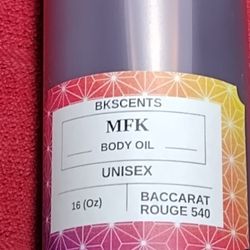 BKSCENTS
MFK
BODY OIL
UNISEX
16 (Oz)
BACCARAT
ROUGE 540